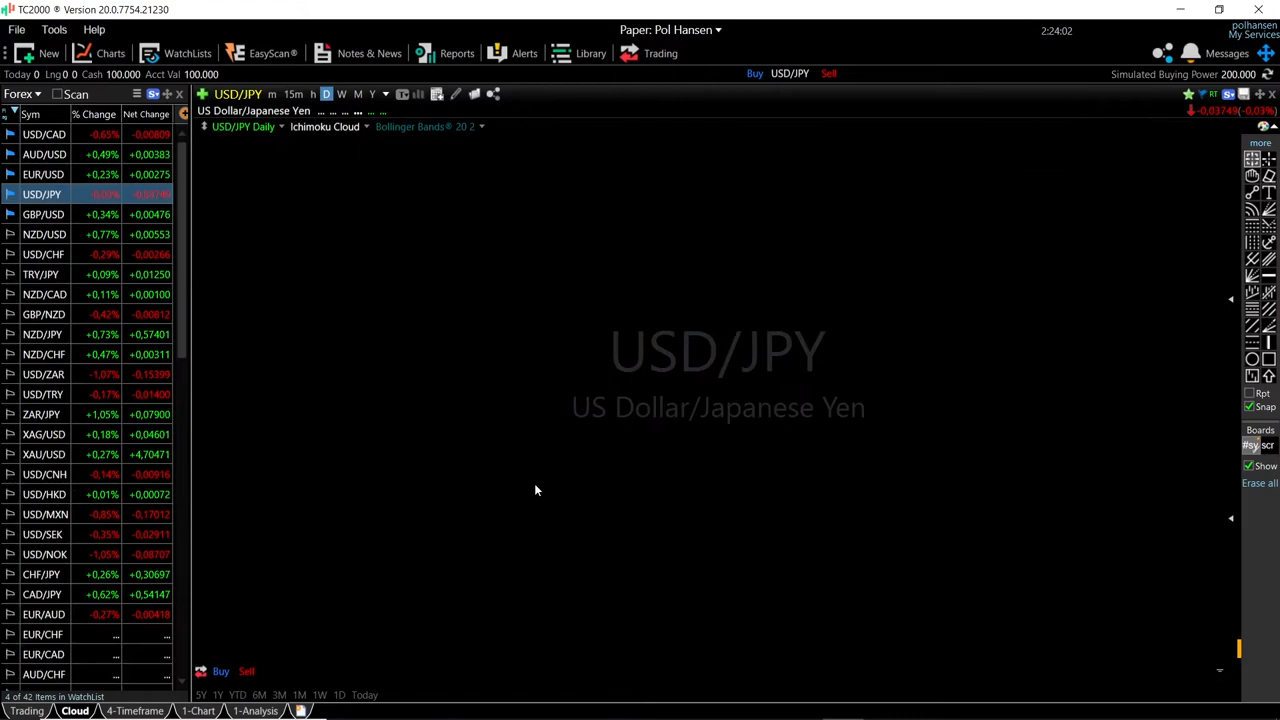 TC2000 ® Version 20.0.7754.21230
File Tools Help Paper: Pol Hansen 2:24:02 polhansen
My Services
New Charts WatchLists EasyScan® Notes & News Reports Alerts Library Trading Messages
Today 0 Lng 0 0 Cash 100.000 Acct Val 100.000 Buy USD/JPY Sell Simulated Buying Power 200.000
Forex Scan USD/JPY m 15m h D W M Y RT
Sym % Change Net Change US Dollar/Japanese Yen ... ... ... ... ... ... -0,03749(-0,03%)
USD/JPY Daily Ichimoku Cloud Bollinger Bands® 20 2
USD/CAD -0,65% -0,00809
AUD/USD +0,49% +0,00383
EUR/USD +0,23% +0,00275
USD/JPY -0,03% -0,03749
GBP/USD +0,34% +0,00476
NZD/USD +0,77% +0,00553
USD/CHF -0,29% -0,00266
TRY/JPY +0,09% +0,01250
NZD/CAD +0,11% +0,00100
GBP/NZD -0,42% -0,00812
NZD/JPY +0,73% +0,57401
NZD/CHF +0,47% +0,00311
USD/ZAR -1,07% -0,15399
USD/TRY -0,17% -0,01400
ZAR/JPY +1,05% +0,07900
XAG/USD +0,18% +0,04601
XAU/USD +0,27% +4,70471
USD/CNH -0,14% -0,00916
USD/HKD +0,01% +0,00072
USD/MXN -0,85% -0,17012
USD/SEK -0,35% -0,02911
USD/NOK -1,05% -0,08707
CHF/JPY +0,26% +0,30697
CAD/JPY +0,62% +0,54147
EUR/AUD -0,27% -0,00418
EUR/CHF ... ...
EUR/CAD ... ...
AUD/CHF ... ...
4 of 42 Items in WatchList
USD/JPY
US Dollar/Japanese Yen
more
Rpt
Snap
Boards
#sy scr
Show
Erase all
Buy Sell
5Y 1Y YTD 6M 3M 1M 1W 1D Today
Trading Cloud 4-Timeframe 1-Chart 1-Analysis